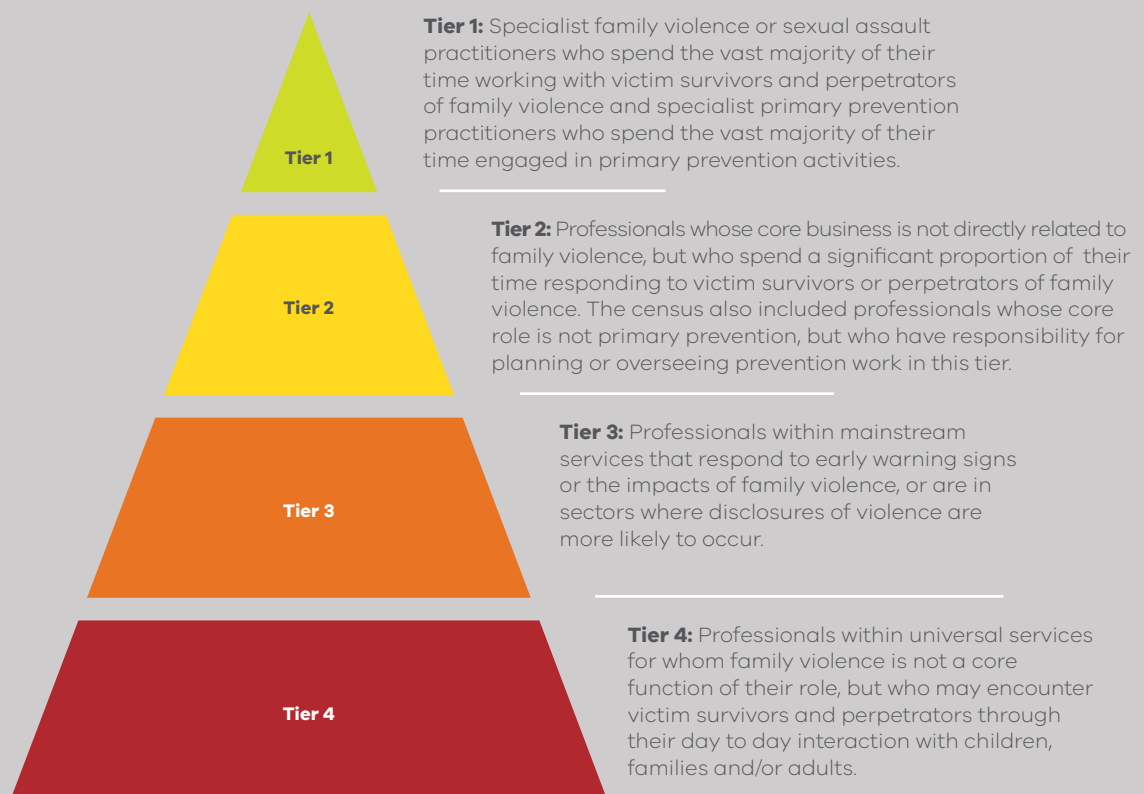 Tier 1: Specialist family violence or sexual assault
practitioners who spend the vast majority of their
time working with victim survivors and perpetrators
of family violence and specialist primary prevention
practitioners who spend the vast majority of their
time engaged in primary prevention activities.
Tier 1
Tier 2: Professionals whose core business is not directly related to
family violence, but who spend a significant proportion of their
time responding to victim survivors or perpetrators of family
violence. The census also included professionals whose core
role is not primary prevention, but who have responsibility for
planning or overseeing prevention work in this tier.
Tier 2
Tier 3: Professionals within mainstream
services that respond to early warning signs
or the impacts of family violence, or are in
sectors where disclosures of violence are
more likely to occur.
Tier 3
Tier 4: Professionals within universal services
for whom family violence is not a core
function of their role, but who may encounter
victim survivors and perpetrators through
their day to day interaction with children,
families and/or adults.
Tier 4